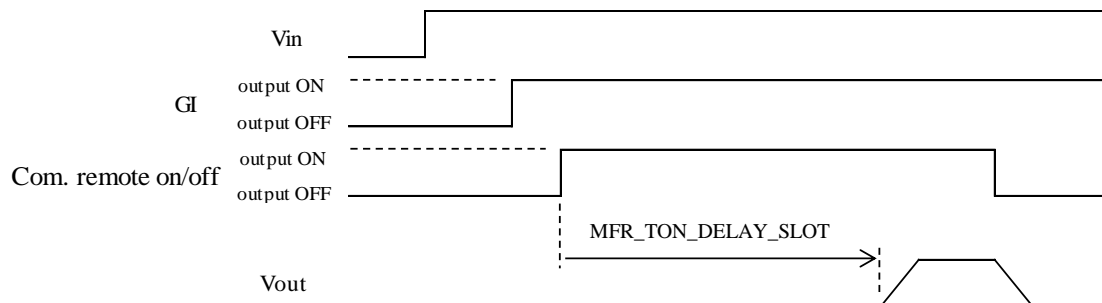 Vin
output ON
GI
output OFF
output ON
Com. remote on/off
output OFF
MFR_TON_DELAY_SLOT
Vout